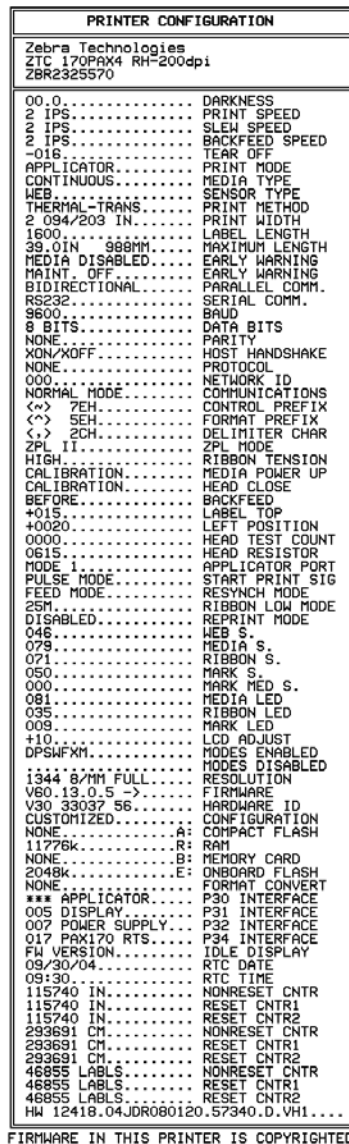 PRINTER CONFIGURATION
Zebra Technologies
ZTC 170PAX4 RH-200dpi
ZBR2325570
00.0............... DARKNESS
2 IPS.............. PRINT SPEED
2 IPS.............. SLEW SPEED
2 IPS.............. BACKFEED SPEED
-016............... TEAR OFF
APPLICATOR......... PRINT MODE
CONTINUOUS......... MEDIA TYPE
WEB................ SENSOR TYPE
THERMAL-TRANS...... PRINT METHOD
2 094/203 IN....... PRINT WIDTH
1600............... LABEL LENGTH
39.0IN 988MM..... MAXIMUM LENGTH
MEDIA DISABLED..... EARLY WARNING
MAINT. OFF......... EARLY WARNING
BIDIRECTIONAL...... PARALLEL COMM.
RS232.............. SERIAL COMM.
9600............... BAUD
8 BITS............. DATA BITS
NONE............... PARITY
XON/XOFF........... HOST HANDSHAKE
NONE............... PROTOCOL
000................ NETWORK ID
NORMAL MODE........ COMMUNICATIONS
<~> 7EH........... CONTROL PREFIX
<^> 5EH........... FORMAT PREFIX
<,> 2CH........... DELIMITER CHAR
ZPL II............. ZPL MODE
HIGH............... RIBBON TENSION
CALIBRATION........ MEDIA POWER UP
CALIBRATION........ HEAD CLOSE
BEFORE............. BACKFEED
+015............... LABEL TOP
+0020.............. LEFT POSITION
0000............... HEAD TEST COUNT
0615............... HEAD RESISTOR
MODE 1............. APPLICATOR PORT
PULSE MODE......... START PRINT SIG
FEED MODE.......... RESYNCH MODE
25M................ RIBBON LOW MODE
DISABLED........... REPRINT MODE
046................ WEB S.
079................ MEDIA S.
071................ RIBBON S.
050................ MARK S.
000................ MARK MED S.
081................ MEDIA LED
035................ RIBBON LED
009................ MARK LED
+10................ LCD ADJUST
DPSWFXM............ MODES ENABLED
................... MODES DISABLED
1344 8/MM FULL..... RESOLUTION
V60.13.0.5 ->...... FIRMWARE
V30 33037 56....... HARDWARE ID
CUSTOMIZED......... CONFIGURATION
NONE.............A: COMPACT FLASH
11776k...........R: RAM
NONE.............B: MEMORY CARD
2048k............E: ONBOARD FLASH
NONE............... FORMAT CONVERT
*** APPLICATOR..... P30 INTERFACE
005 DISPLAY........ P31 INTERFACE
007 POWER SUPPLY... P32 INTERFACE
017 PAX170 RTS..... P34 INTERFACE
FW VERSION......... IDLE DISPLAY
09/30/04........... RTC DATE
09:30.............. RTC TIME
115740 IN.......... NONRESET CNTR
115740 IN.......... RESET CNTR1
115740 IN.......... RESET CNTR2
293691 CM.......... NONRESET CNTR
293691 CM.......... RESET CNTR1
293691 CM.......... RESET CNTR2
46855 LABLS........ NONRESET CNTR
46855 LABLS........ RESET CNTR1
46855 LABLS........ RESET CNTR2
HW 12418.04JDR080120.57340.D.VH1....
FIRMWARE IN THIS PRINTER IS COPYRIGHTED